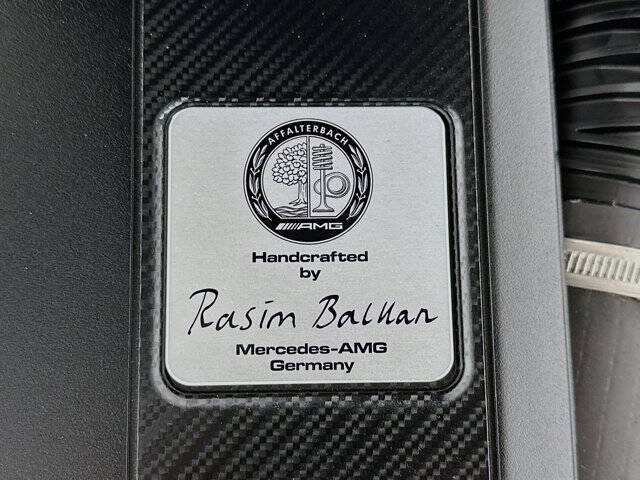 AFFALTERBACH
AMG
Handcrafted
by
Rasim Balkan
Mercedes-AMG
Germany